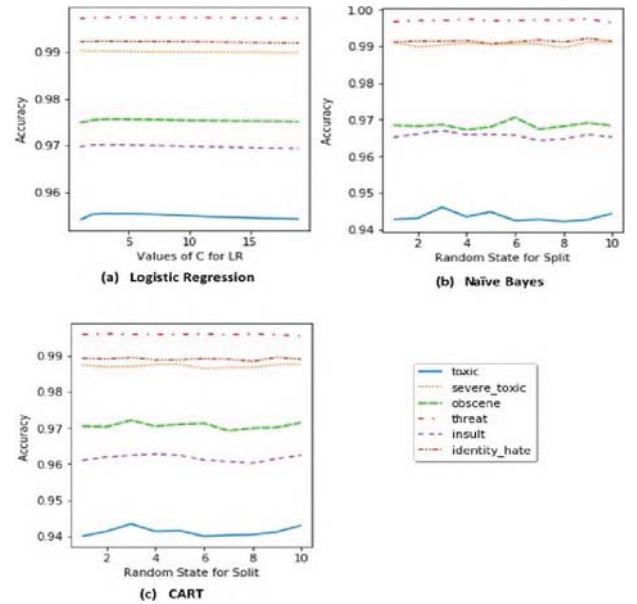 0.99
0.98
0.97
0.96
Accuracy
5
10
15
Values of C for LR
(a) Logistic Regression
1.00
0.99
0.98
0.97
0.96
0.95
0.94
Accuracy
2
4
6
8
10
Random State for Split
(b) Naïve Bayes
0.99
0.98
0.97
0.96
0.95
0.94
Accuracy
2
4
6
8
10
Random State for Split
(c) CART
toxic
severe_toxic
obscene
threat
insult
identity_hate